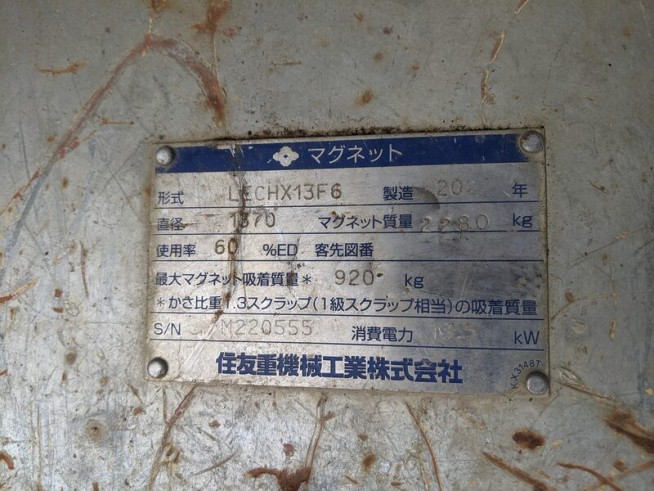 マグネット
形式 LECHX13F6 製造 20 年
直径 1370 マグネット質量 2280 kg
使用率 60 %ED 客先図番
最大マグネット吸着質量* 920 kg
*かさ比重1.3スクラップ(1級スクラップ相当)の吸着質量
S/N M220555 消費電力 kW
住友重機械工業株式会社